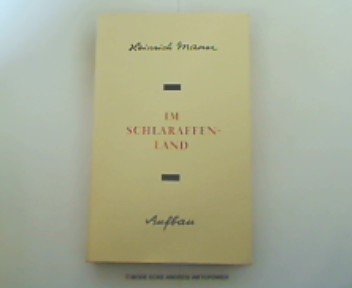 Heinrich Mann
IM
SCHLARAFFEN-
LAND
Aufbau